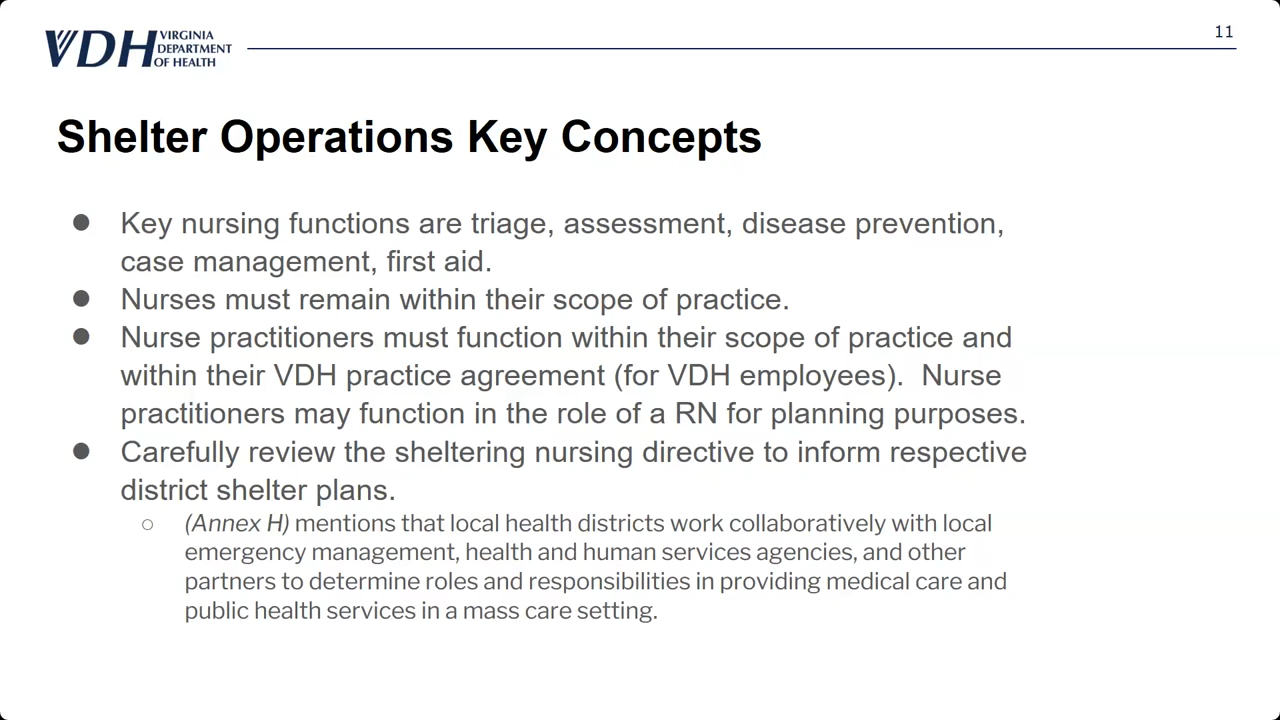 VDH VIRGINIA
DEPARTMENT
OF HEALTH
11
Shelter Operations Key Concepts
● Key nursing functions are triage, assessment, disease prevention,
case management, first aid.
● Nurses must remain within their scope of practice.
● Nurse practitioners must function within their scope of practice and
within their VDH practice agreement (for VDH employees).  Nurse
practitioners may function in the role of a RN for planning purposes.
● Carefully review the sheltering nursing directive to inform respective
district shelter plans.
○ (Annex H) mentions that local health districts work collaboratively with local
emergency management, health and human services agencies, and other
partners to determine roles and responsibilities in providing medical care and
public health services in a mass care setting.